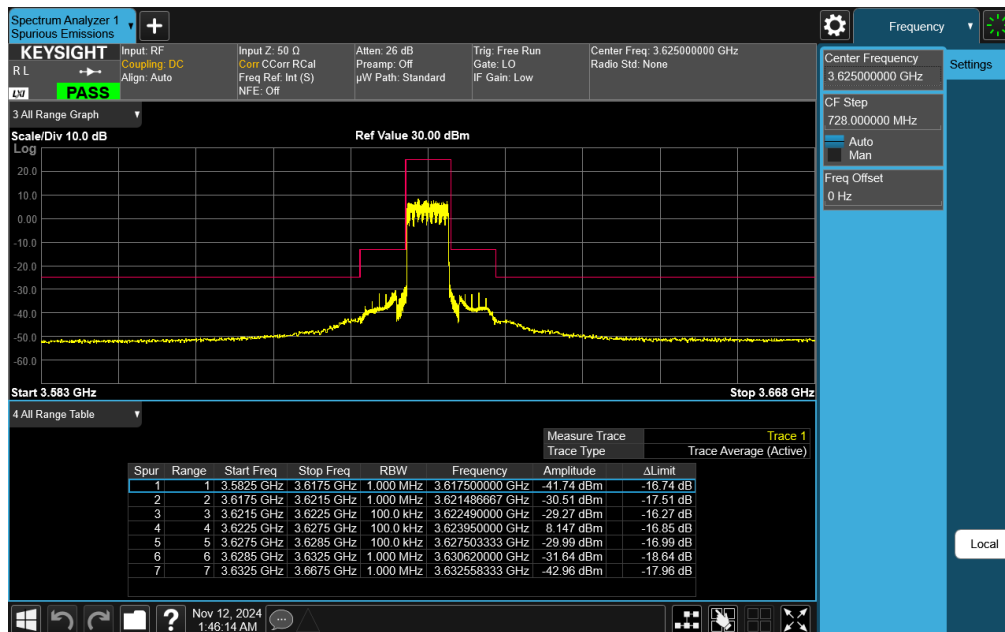 Spectrum Analyzer 1
Spurious Emissions
Frequency
KEYSIGHT
R L
LXI
PASS
Input: RF
Coupling: DC
Align: Auto
Input Z: 50 Ω
Corr CCorr RCal
Freq Ref: Int (S)
NFE: Off
Atten: 26 dB
Preamp: Off
µW Path: Standard
Trig: Free Run
Gate: LO
IF Gain: Low
Center Freq: 3.625000000 GHz
Radio Std: None
Center Frequency
3.625000000 GHz
Settings
CF Step
728.000000 MHz
Auto
Man
Freq Offset
0 Hz
3 All Range Graph
Scale/Div 10.0 dB
Ref Value 30.00 dBm
Log
20.0
10.0
0.00
-10.0
-20.0
-30.0
-40.0
-50.0
-60.0
Start 3.583 GHz
Stop 3.668 GHz
4 All Range Table
Measure Trace Trace 1
Trace Type Trace Average (Active)
Spur Range Start Freq Stop Freq RBW Frequency Amplitude ΔLimit
1 1 3.5825 GHz 3.6175 GHz 1.000 MHz 3.617500000 GHz -41.74 dBm -16.74 dB
2 2 3.6175 GHz 3.6215 GHz 1.000 MHz 3.621486667 GHz -30.51 dBm -17.51 dB
3 3 3.6215 GHz 3.6225 GHz 100.0 kHz 3.622490000 GHz -29.27 dBm -16.27 dB
4 4 3.6225 GHz 3.6275 GHz 100.0 kHz 3.623950000 GHz 8.147 dBm -16.85 dB
5 5 3.6275 GHz 3.6285 GHz 100.0 kHz 3.627503333 GHz -29.99 dBm -16.99 dB
6 6 3.6285 GHz 3.6325 GHz 1.000 MHz 3.630620000 GHz -31.64 dBm -18.64 dB
7 7 3.6325 GHz 3.6675 GHz 1.000 MHz 3.632558333 GHz -42.96 dBm -17.96 dB
Local
?
Nov 12, 2024
1:46:14 AM